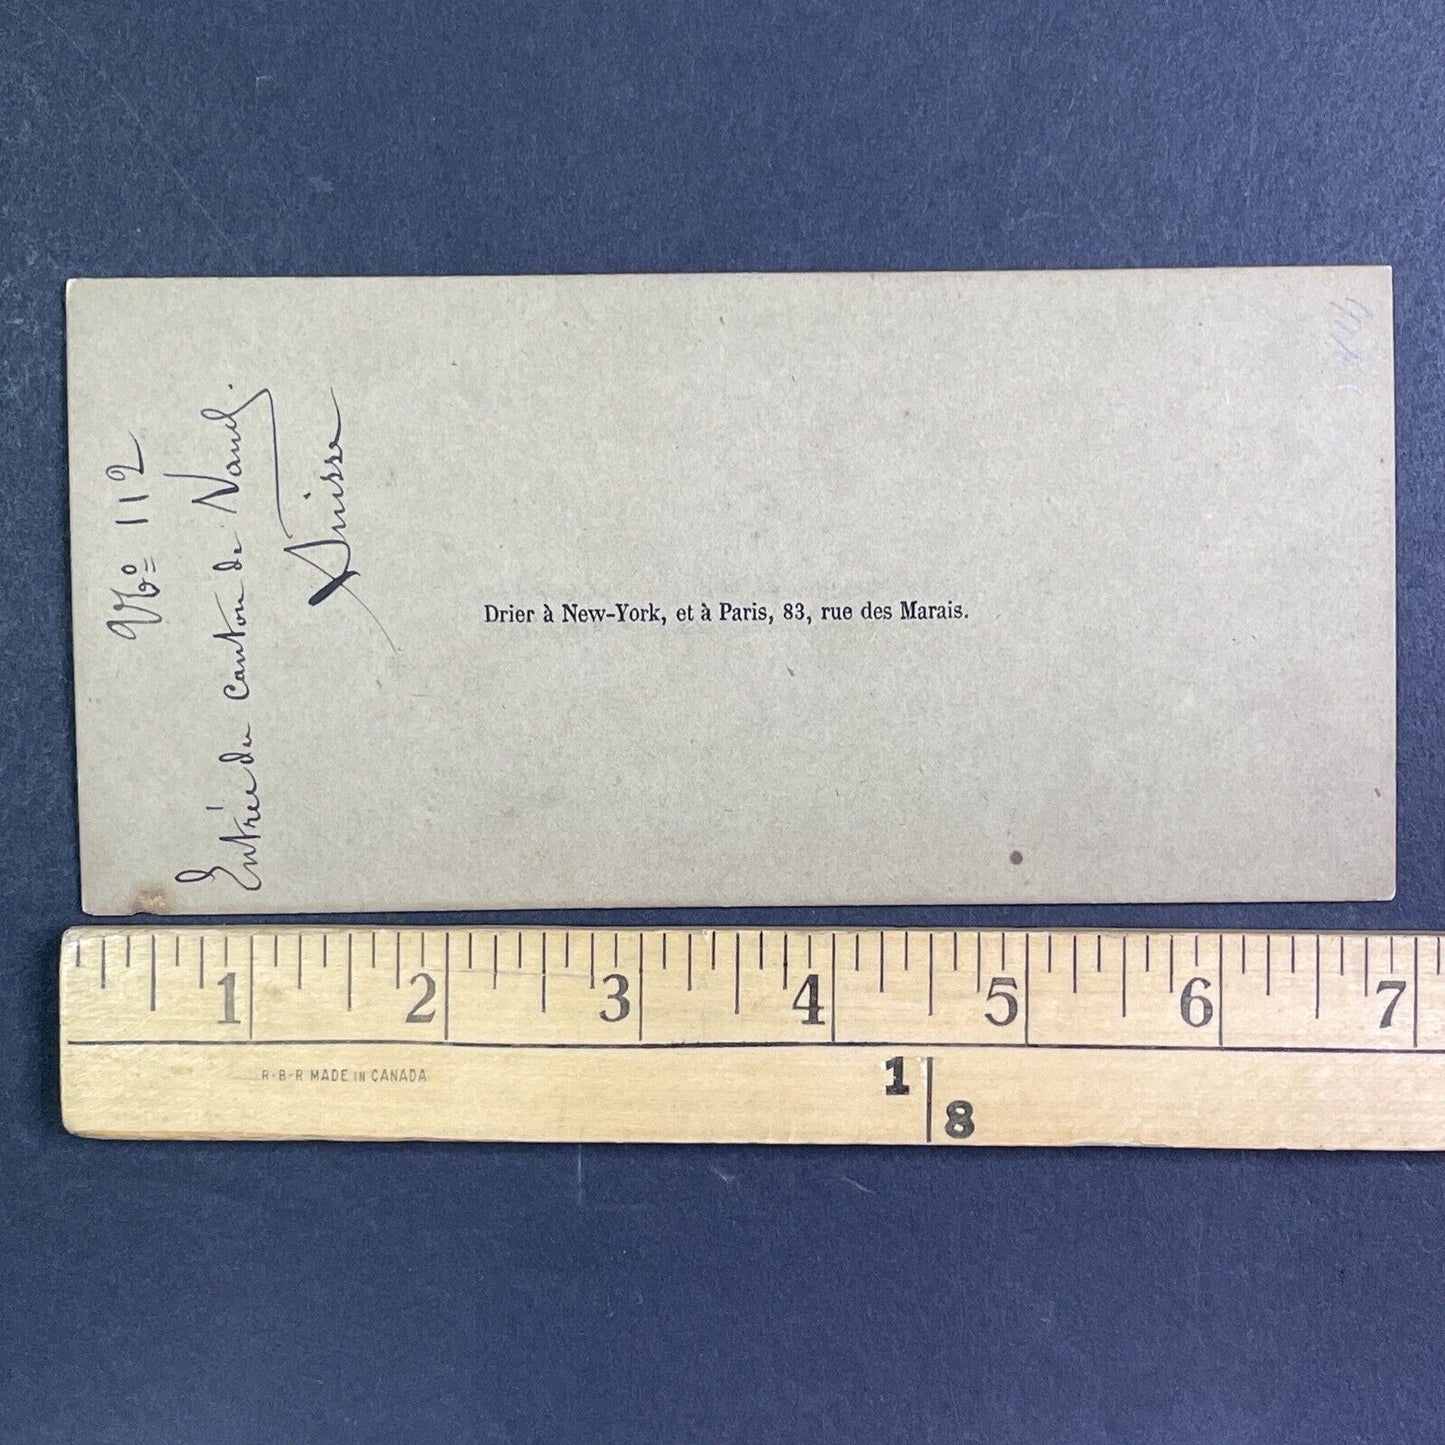 No 112
Entrée du canton de Vaud.
Suisse
Drier à New-York, et à Paris, 83, rue des Marais.
1 2 3 4 5 6 7
R-B-R MADE IN CANADA
1
8